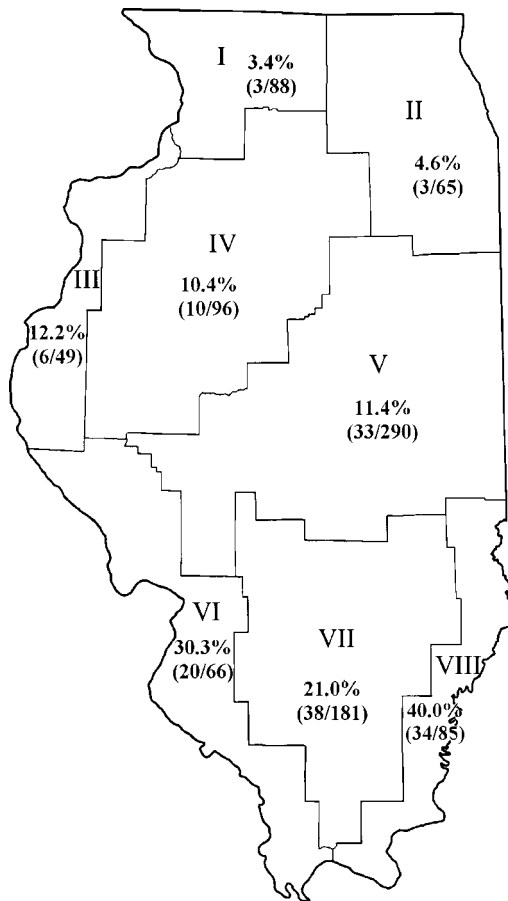 I
3.4%
(3/88)
II
4.6%
(3/65)
III
12.2%
(6/49)
IV
10.4%
(10/96)
V
11.4%
(33/290)
VI
30.3%
(20/66)
VII
21.0%
(38/181)
VIII
40.0%
(34/85)